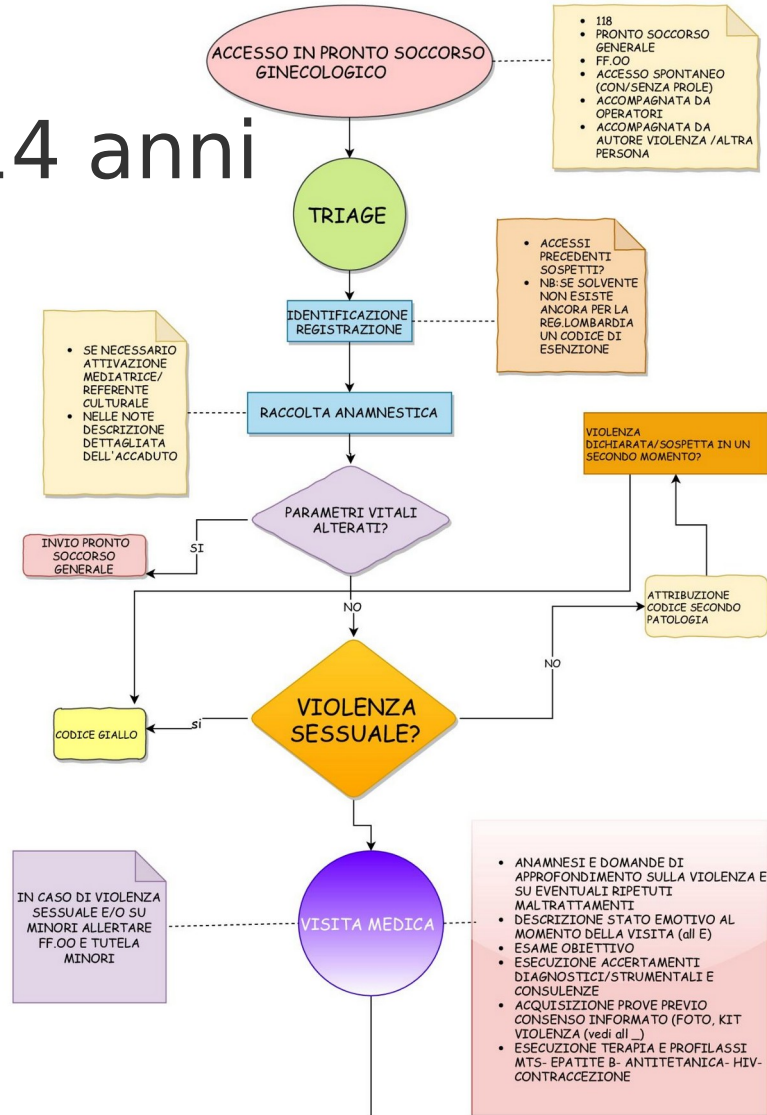 ACCESSO IN PRONTO SOCCORSO
GINECOLOGICO
• 118
• PRONTO SOCCORSO
GENERALE
• FF.OO
• ACCESSO SPONTANEO
(CON/SENZA PROLE)
• ACCOMPAGNATA DA
OPERATORI
• ACCOMPAGNATA DA
AUTORE VIOLENZA /ALTRA
PERSONA
14 anni
TRIAGE
• ACCESSI
PRECEDENTI
SOSPETTI?
• NB:SE SOLVENTE
NON ESISTE
ANCORA PER LA
REG.LOMBARDIA
UN CODICE DI
ESENZIONE
IDENTIFICAZIONE
REGISTRAZIONE
• SE NECESSARIO
ATTIVAZIONE
MEDIATRICE/
REFERENTE
CULTURALE
• NELLE NOTE
DESCRIZIONE
DETTAGLIATA
DELL'ACCADUTO
RACCOLTA ANAMNESTICA
VIOLENZA
DICHIARATA/SOSPETTA IN UN
SECONDO MOMENTO?
PARAMETRI VITALI
ALTERATI?
SI
INVIO PRONTO
SOCCORSO
GENERALE
NO
ATTRIBUZIONE
CODICE SECONDO
PATOLOGIA
NO
VIOLENZA
SESSUALE?
si
CODICE GIALLO
IN CASO DI VIOLENZA
SESSUALE E/O SU
MINORI ALLERTARE
FF.OO E TUTELA
MINORI
VISITA MEDICA
• ANAMNESI E DOMANDE DI
APPROFONDIMENTO SULLA VIOLENZA E
SU EVENTUALI RIPETUTI
MALTRATTAMENTI
• DESCRIZIONE STATO EMOTIVO AL
MOMENTO DELLA VISITA (all E)
• ESAME OBIETTIVO
• ESECUZIONE ACCERTAMENTI
DIAGNOSTICI/STRUMENTALI E
CONSULENZE
• ACQUISIZIONE PROVE PREVIO
CONSENSO INFORMATO (FOTO, KIT
VIOLENZA (vedi all _)
• ESECUZIONE TERAPIA E PROFILASSI
MTS- EPATITE B- ANTITETANICA- HIV-
CONTRACCEZIONE